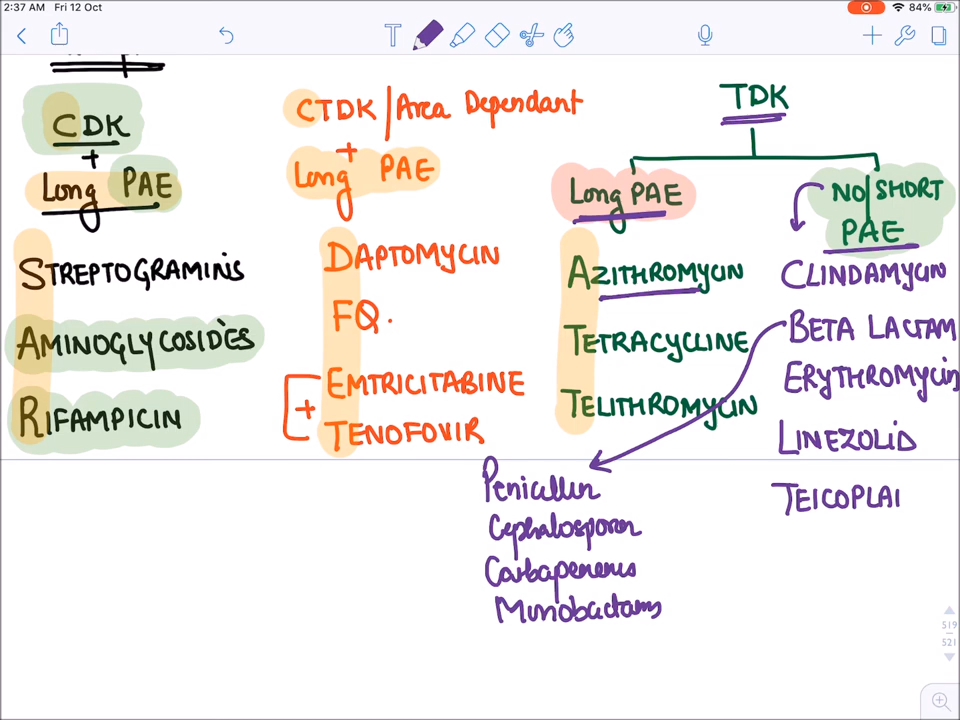 2:37 AM Fri 12 Oct
84%
T
CDK
+
Long PAE
STREPTOGRAMINS
AMINOGLYCOSIDES
RIFAMPICIN
CTDK/Area Dependant
+
Long PAE
DAPTOMYCIN
FQ.
EMTRICITABINE
+
TENOFOVIR
TDK
Long PAE
AZITHROMYCIN
TETRACYCLINE
TELITHROMYCIN
NO/SHORT
PAE
CLINDAMYCIN
BETA LACTAM
ERYTHROMYCIN
LINEZOLID
TEICOPLAI
Penicillin
Cephalosporin
Carbapenems
Monobactams
519
521